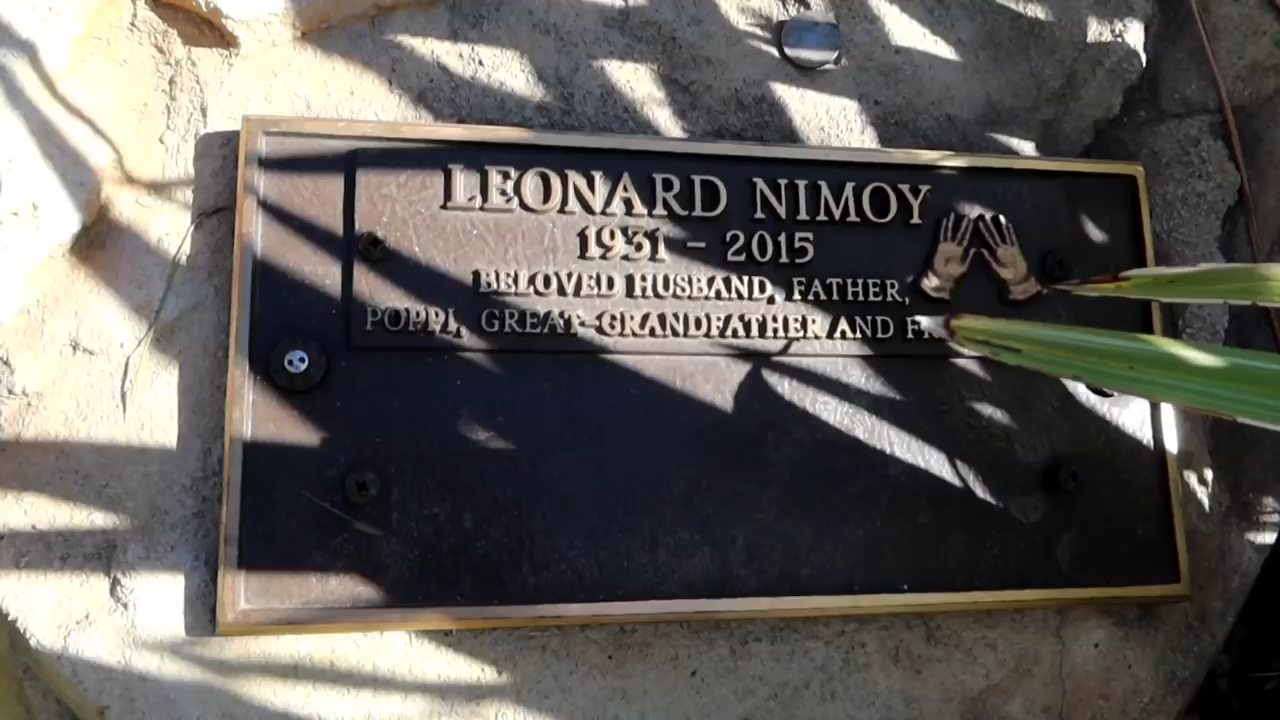 LEONARD NIMOY
1931 - 2015
BELOVED HUSBAND, FATHER,
POPPI, GREAT-GRANDFATHER AND